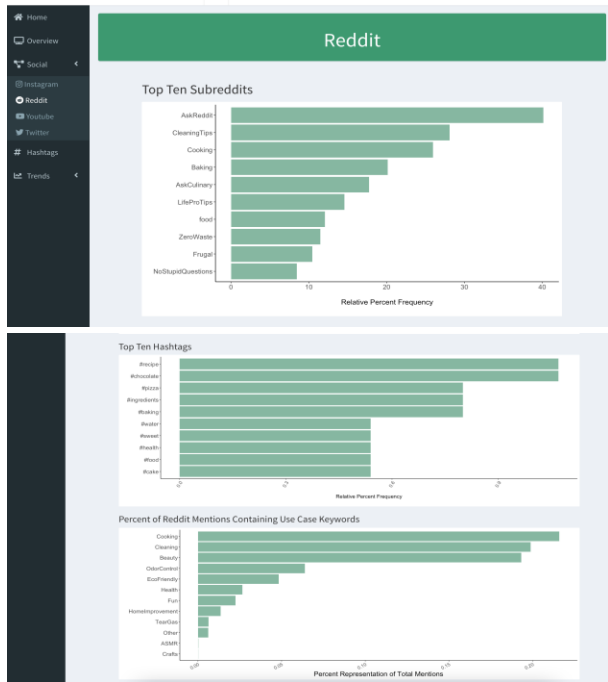 Home
Overview
Social
Instagram
Reddit
Youtube
Twitter
# Hashtags
Trends
Reddit
Top Ten Subreddits
AskReddit
CleaningTips
Cooking
Baking
AskCulinary
LifeProTips
food
ZeroWaste
Frugal
NoStupidQuestions
0 10 20 30 40
Relative Percent Frequency
Top Ten Hashtags
#recipe
#chocolate
#pizza
#ingredients
#baking
#water
#sweet
#health
#food
#cake
Relative Percent Frequency
Percent of Reddit Mentions Containing Use Case Keywords
Cooking
Cleaning
Beauty
OdorControl
EcoFriendly
Health
Fun
HomeImprovement
TearGas
Other
ASMR
Crafts
0.00 0.05 0.10 0.15 0.20
Percent Representation of Total Mentions